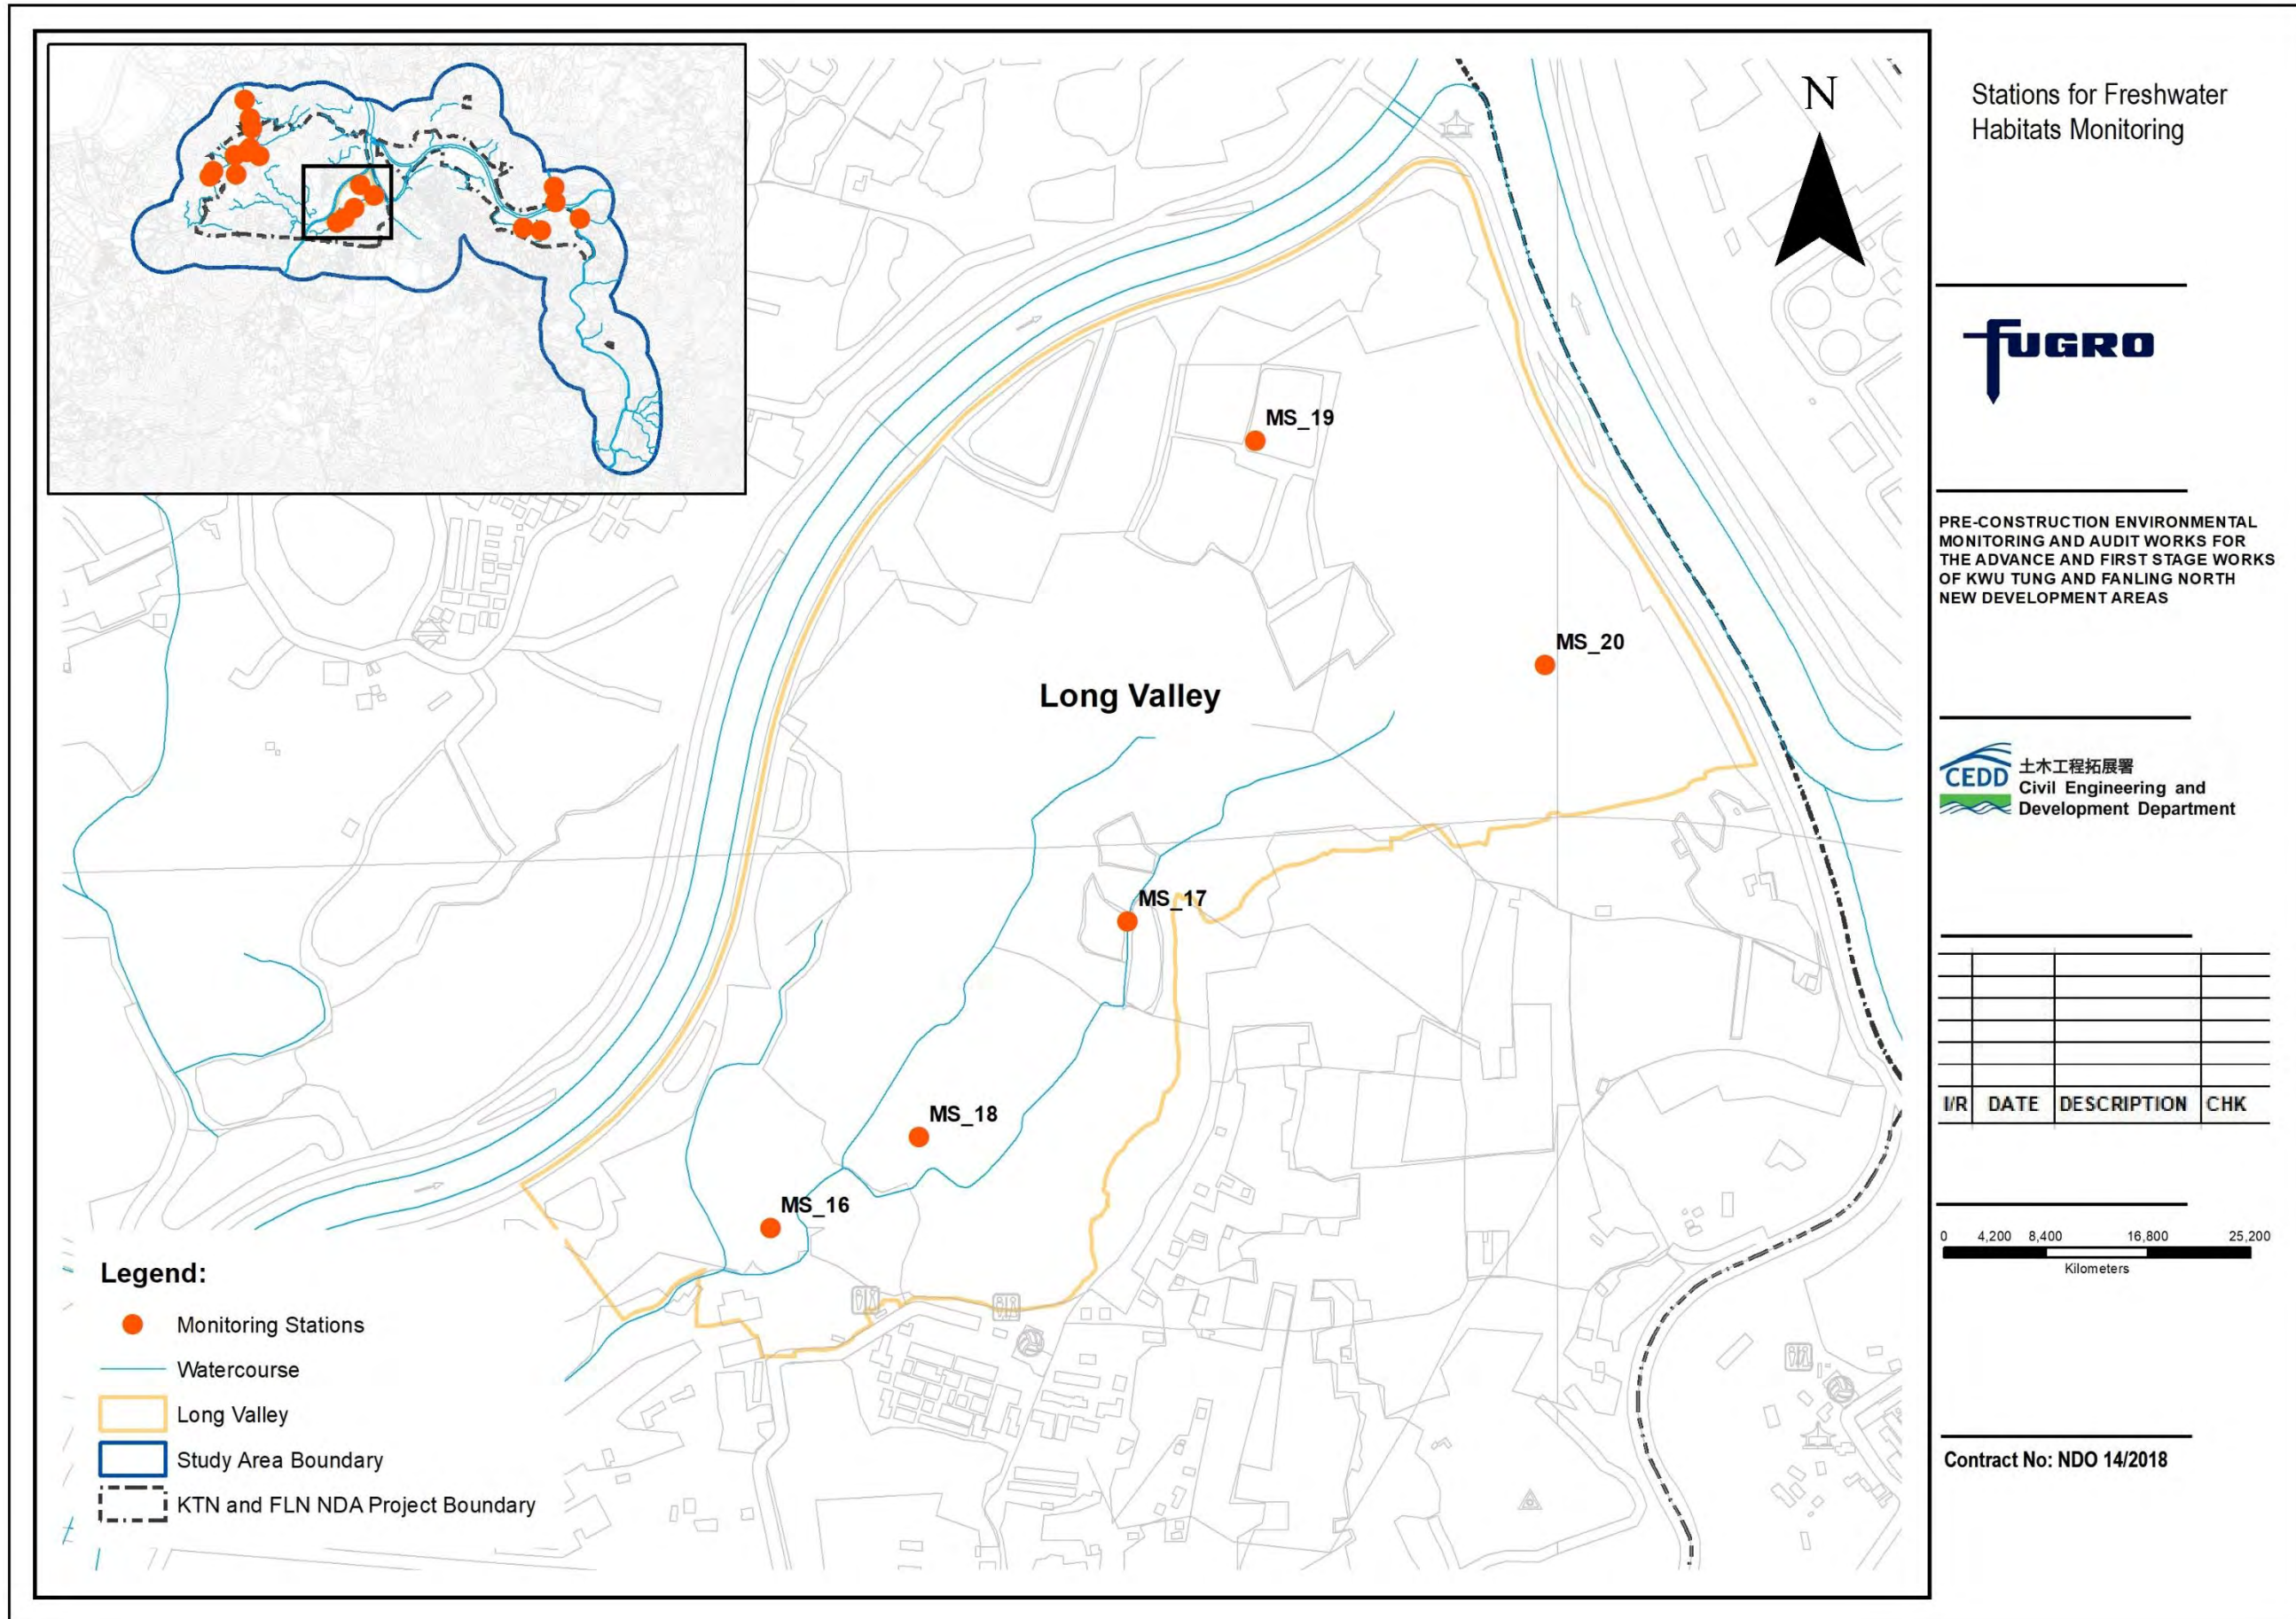 N
MS_19
MS_20
Long Valley
MS_17
MS_18
MS_16
Legend:
Monitoring Stations
Watercourse
Long Valley
Study Area Boundary
KTN and FLN NDA Project Boundary
Stations for Freshwater
Habitats Monitoring
FUGRO
PRE-CONSTRUCTION ENVIRONMENTAL
MONITORING AND AUDIT WORKS FOR
THE ADVANCE AND FIRST STAGE WORKS
OF KWU TUNG AND FANLING NORTH
NEW DEVELOPMENT AREAS
CEDD
土木工程拓展署
Civil Engineering and
Development Department
I/R DATE DESCRIPTION CHK
0 4,200 8,400 16,800 25,200
Kilometers
Contract No: NDO 14/2018